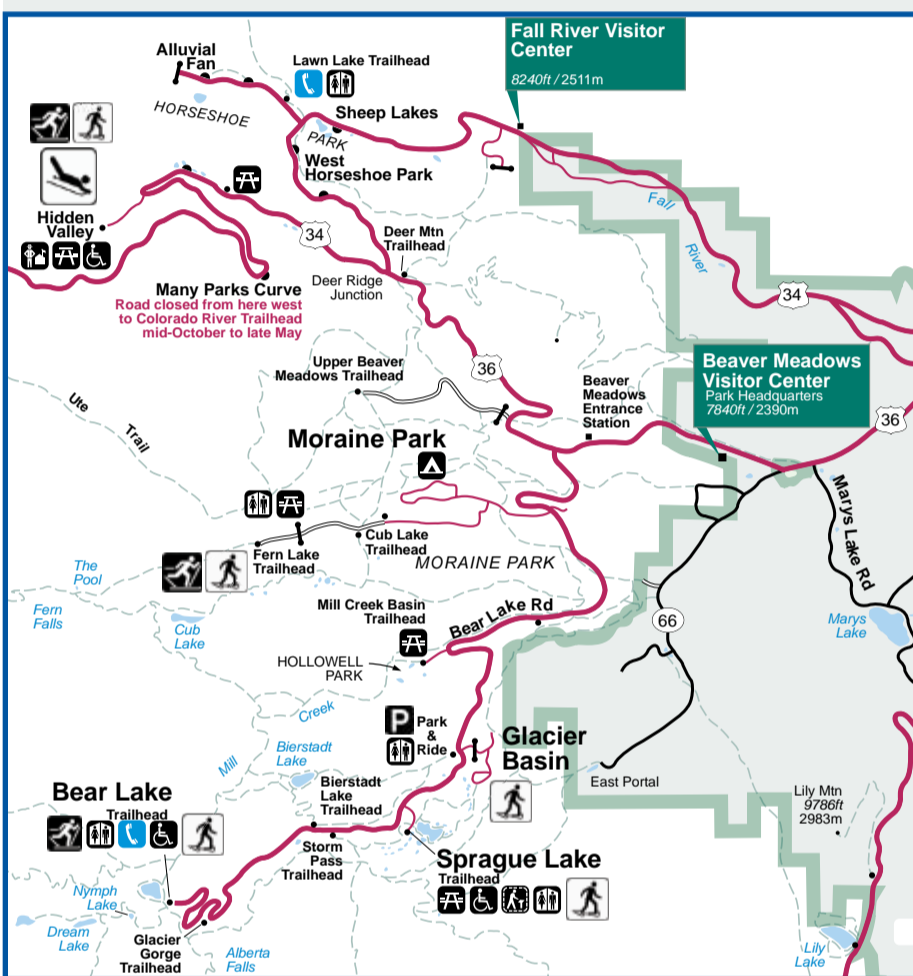 Fall River Visitor
Center
8240ft / 2511m
Alluvial
Fan
Lawn Lake Trailhead
HORSESHOE
PARK
Sheep Lakes
West
Horseshoe Park
Hidden
Valley
34
Deer Mtn
Trailhead
Deer Ridge
Junction
Many Parks Curve
Road closed from here west
to Colorado River Trailhead
mid-October to late May
Fall
River
34
Upper Beaver
Meadows Trailhead
36
Beaver
Meadows
Entrance
Station
Beaver Meadows
Visitor Center
Park Headquarters
7840ft / 2390m
36
Ute
Trail
Moraine Park
Cub Lake
Trailhead
Fern Lake
Trailhead
MORAINE PARK
Marys Lake Rd
The
Pool
Fern
Falls
Cub
Lake
Mill Creek Basin
Trailhead
Bear Lake Rd
66
Marys
Lake
HOLLOWELL
PARK
Mill
Creek
P
Park
&
Ride
Glacier
Basin
Bierstadt
Lake
East Portal
Bear Lake
Trailhead
Bierstadt
Lake
Trailhead
Storm
Pass
Trailhead
Lily Mtn
9786ft
2983m
Sprague Lake
Trailhead
Nymph
Lake
Dream
Lake
Glacier
Gorge
Trailhead
Alberta
Falls
Lily
Lake